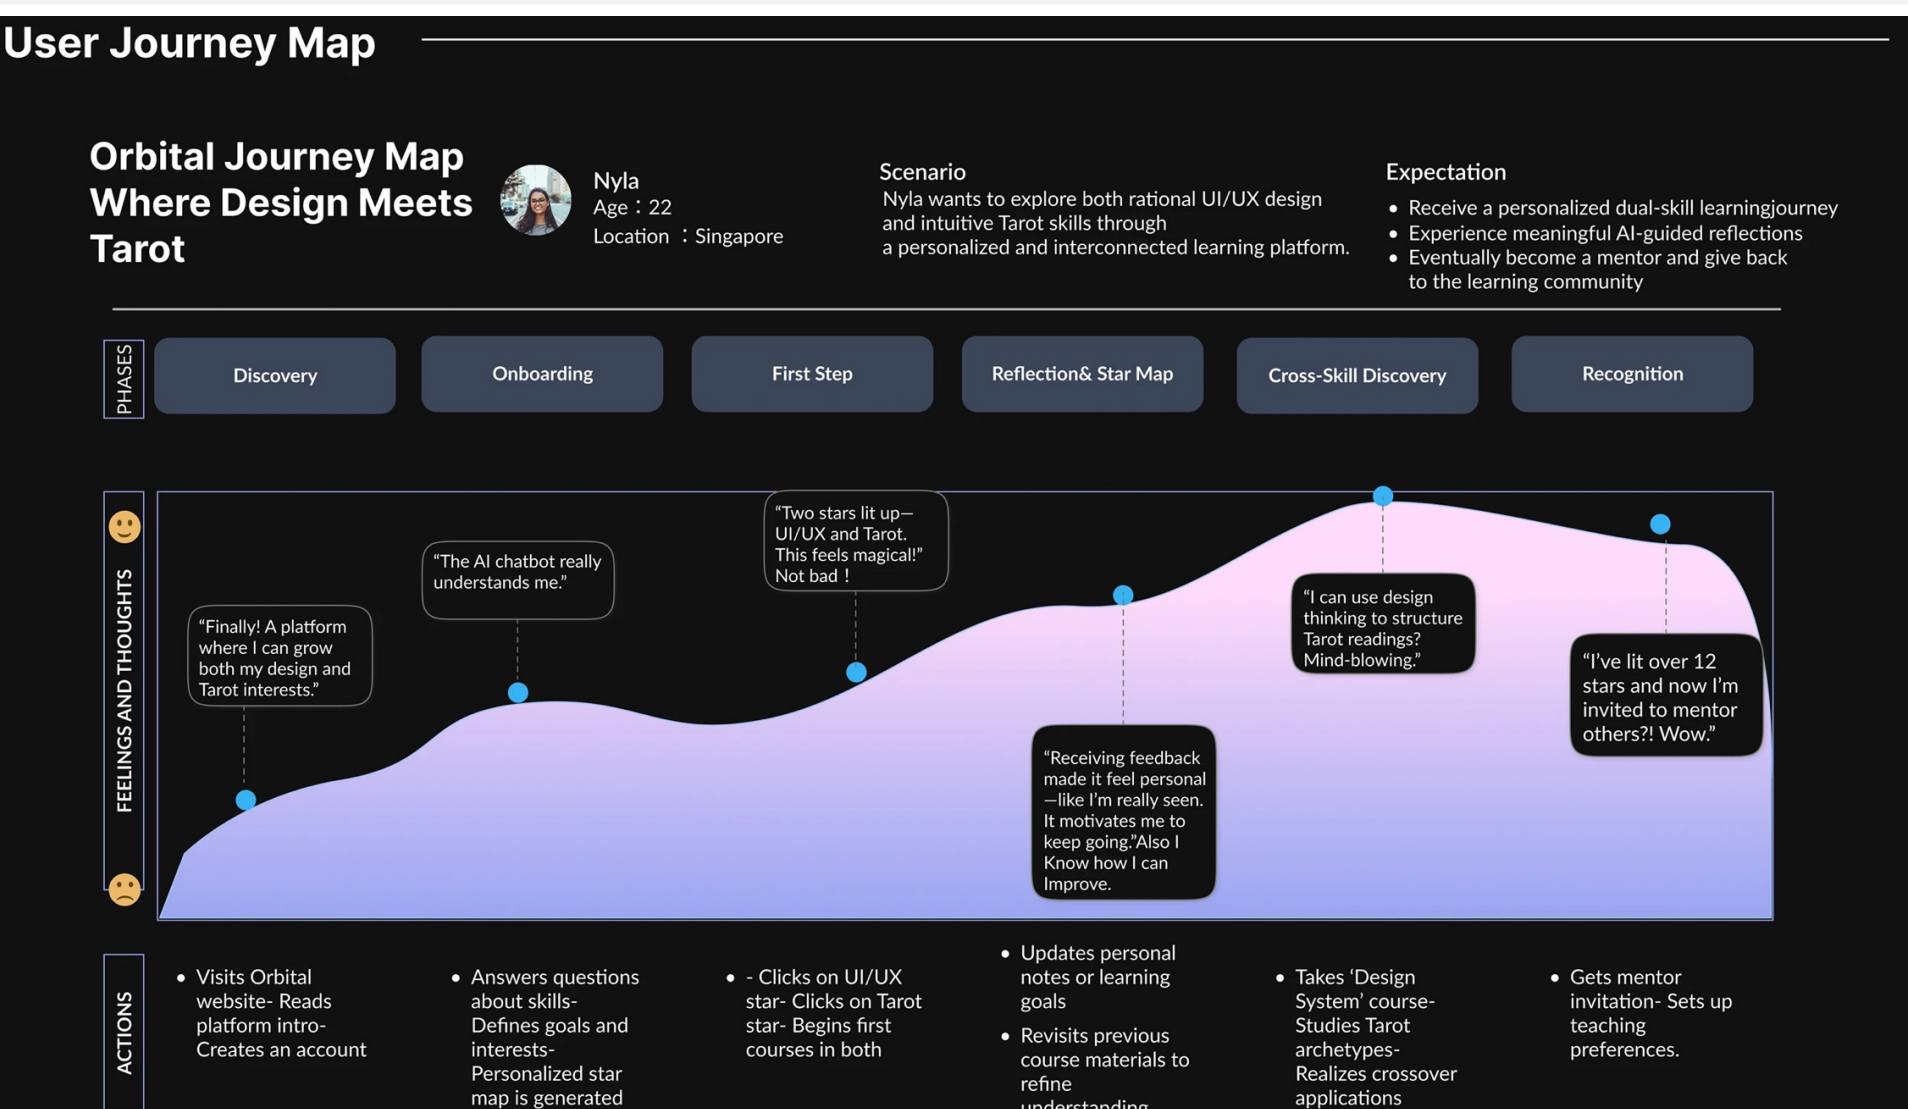 User Journey Map
Orbital Journey Map
Where Design Meets
Tarot
Nyla
Age：22
Location ：Singapore
Scenario
Nyla wants to explore both rational UI/UX design
and intuitive Tarot skills through
a personalized and interconnected learning platform.
Expectation
• Receive a personalized dual-skill learningjourney
• Experience meaningful AI-guided reflections
• Eventually become a mentor and give back
to the learning community
PHASES
Discovery
Onboarding
First Step
Reflection& Star Map
Cross-Skill Discovery
Recognition
FEELINGS AND THOUGHTS
“Finally! A platform
where I can grow
both my design and
Tarot interests.”
“The AI chatbot really
understands me.”
“Two stars lit up—
UI/UX and Tarot.
This feels magical!”
Not bad！
“Receiving feedback
made it feel personal
—like I’m really seen.
It motivates me to
keep going.”Also I
Know how I can
Improve.
“I can use design
thinking to structure
Tarot readings?
Mind-blowing.”
“I’ve lit over 12
stars and now I’m
invited to mentor
others?! Wow.”
ACTIONS
• Visits Orbital
website- Reads
platform intro-
Creates an account
• Answers questions
about skills-
Defines goals and
interests-
Personalized star
map is generated
• - Clicks on UI/UX
star- Clicks on Tarot
star- Begins first
courses in both
• Updates personal
notes or learning
goals
• Revisits previous
course materials to
refine
understanding
• Takes ‘Design
System’ course-
Studies Tarot
archetypes-
Realizes crossover
applications
• Gets mentor
invitation- Sets up
teaching
preferences.